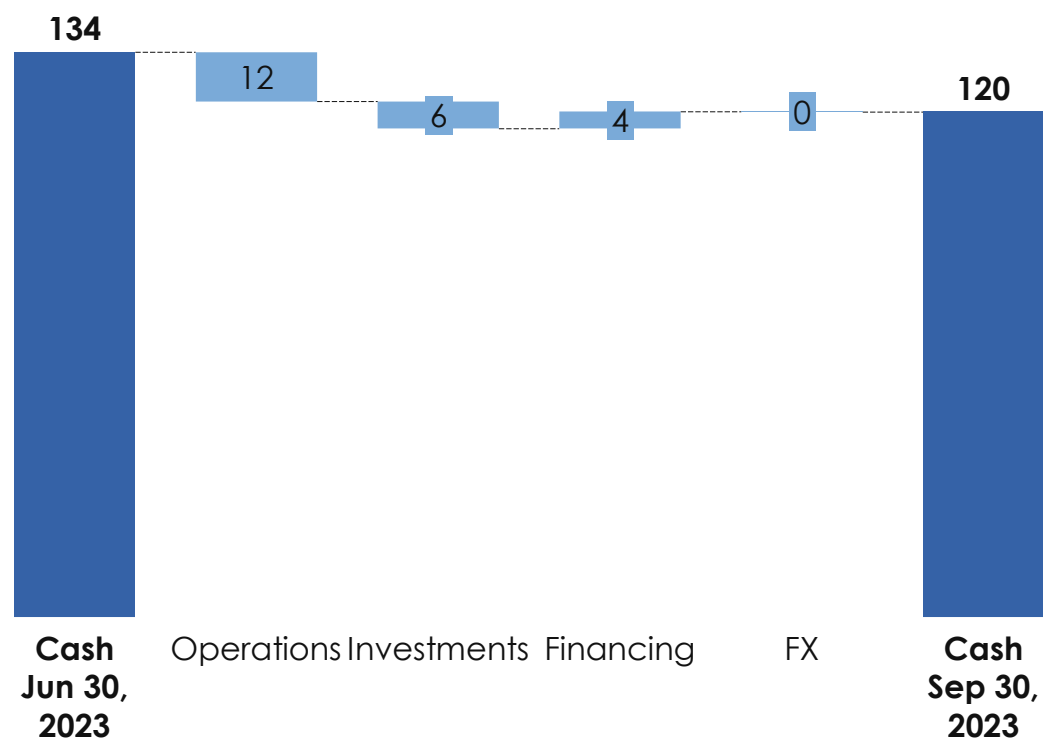 134
12
6
4
0
120
Cash
Jun 30,
2023
Operations
Investments
Financing
FX
Cash
Sep 30,
2023